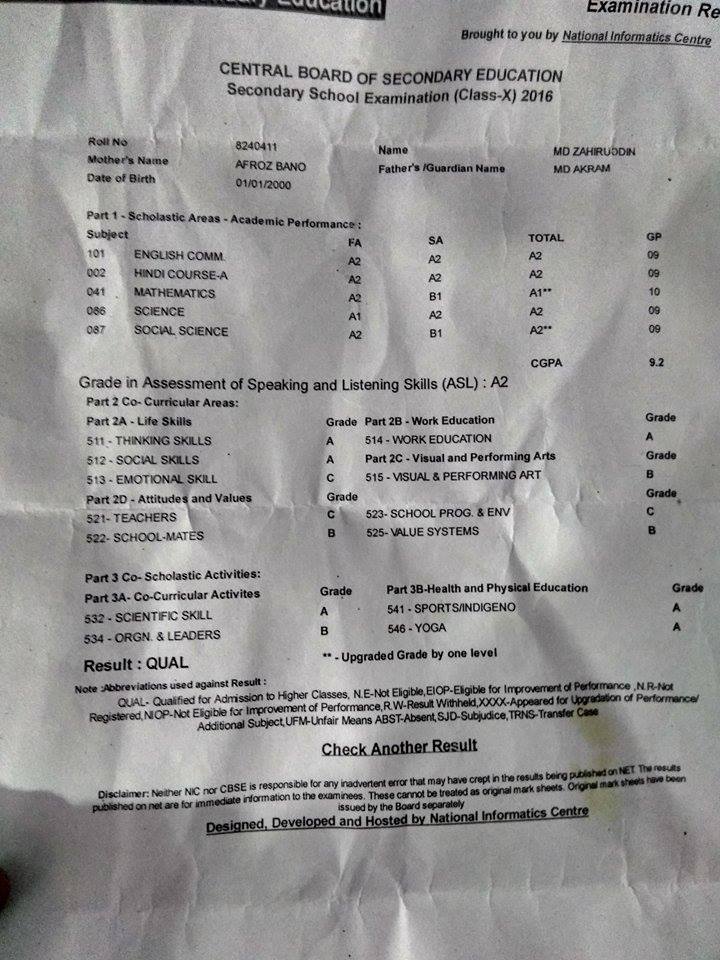 Secondary Education
Examination Re
Brought to you by National Informatics Centre
CENTRAL BOARD OF SECONDARY EDUCATION
Secondary School Examination (Class-X) 2016
Roll No 8240411 Name MD ZAHIRUDDIN
Mother's Name AFROZ BANO Father's /Guardian Name MD AKRAM
Date of Birth 01/01/2000
Part 1 - Scholastic Areas - Academic Performance :
Subject FA SA TOTAL GP
101 ENGLISH COMM. A2 A2 A2 09
002 HINDI COURSE-A A2 A2 A2 09
041 MATHEMATICS A2 B1 A1** 10
086 SCIENCE A1 A2 A2 09
087 SOCIAL SCIENCE A2 B1 A2** 09
CGPA 9.2
Grade in Assessment of Speaking and Listening Skills (ASL) : A2
Part 2 Co- Curricular Areas:
Part 2A - Life Skills Grade Part 2B - Work Education Grade
511 - THINKING SKILLS A 514 - WORK EDUCATION A
512 - SOCIAL SKILLS A Part 2C - Visual and Performing Arts Grade
513 - EMOTIONAL SKILL C 515 - VISUAL & PERFORMING ART B
Part 2D - Attitudes and Values Grade Grade
521- TEACHERS C 523- SCHOOL PROG. & ENV C
522- SCHOOL-MATES B 525- VALUE SYSTEMS B
Part 3 Co- Scholastic Activities:
Part 3A- Co-Curricular Activites Grade Part 3B-Health and Physical Education Grade
532 - SCIENTIFIC SKILL A 541 - SPORTS/INDIGENO A
534 - ORGN. & LEADERS B 546 - YOGA A
Result : QUAL ** - Upgraded Grade by one level
Note :Abbreviations used against Result :
QUAL- Qualified for Admission to Higher Classes, N.E-Not Eligible,EIOP-Eligible for Improvement of Performance ,N.R-Not
Registered,NIOP-Not Eligible for Improvement of Performance,R.W-Result Withheld,XXXX-Appeared for Upgradation of Performance/
Additional Subject,UFM-Unfair Means ABST-Absent,SJD-Subjudice,TRNS-Transfer Case
Check Another Result
Disclaimer: Neither NIC nor CBSE is responsible for any inadvertent error that may have crept in the results being published on NET. The results
published on net are for immediate information to the examinees. These cannot be treated as original mark sheets. Original mark sheets have been
issued by the Board separately
Designed, Developed and Hosted by National Informatics Centre